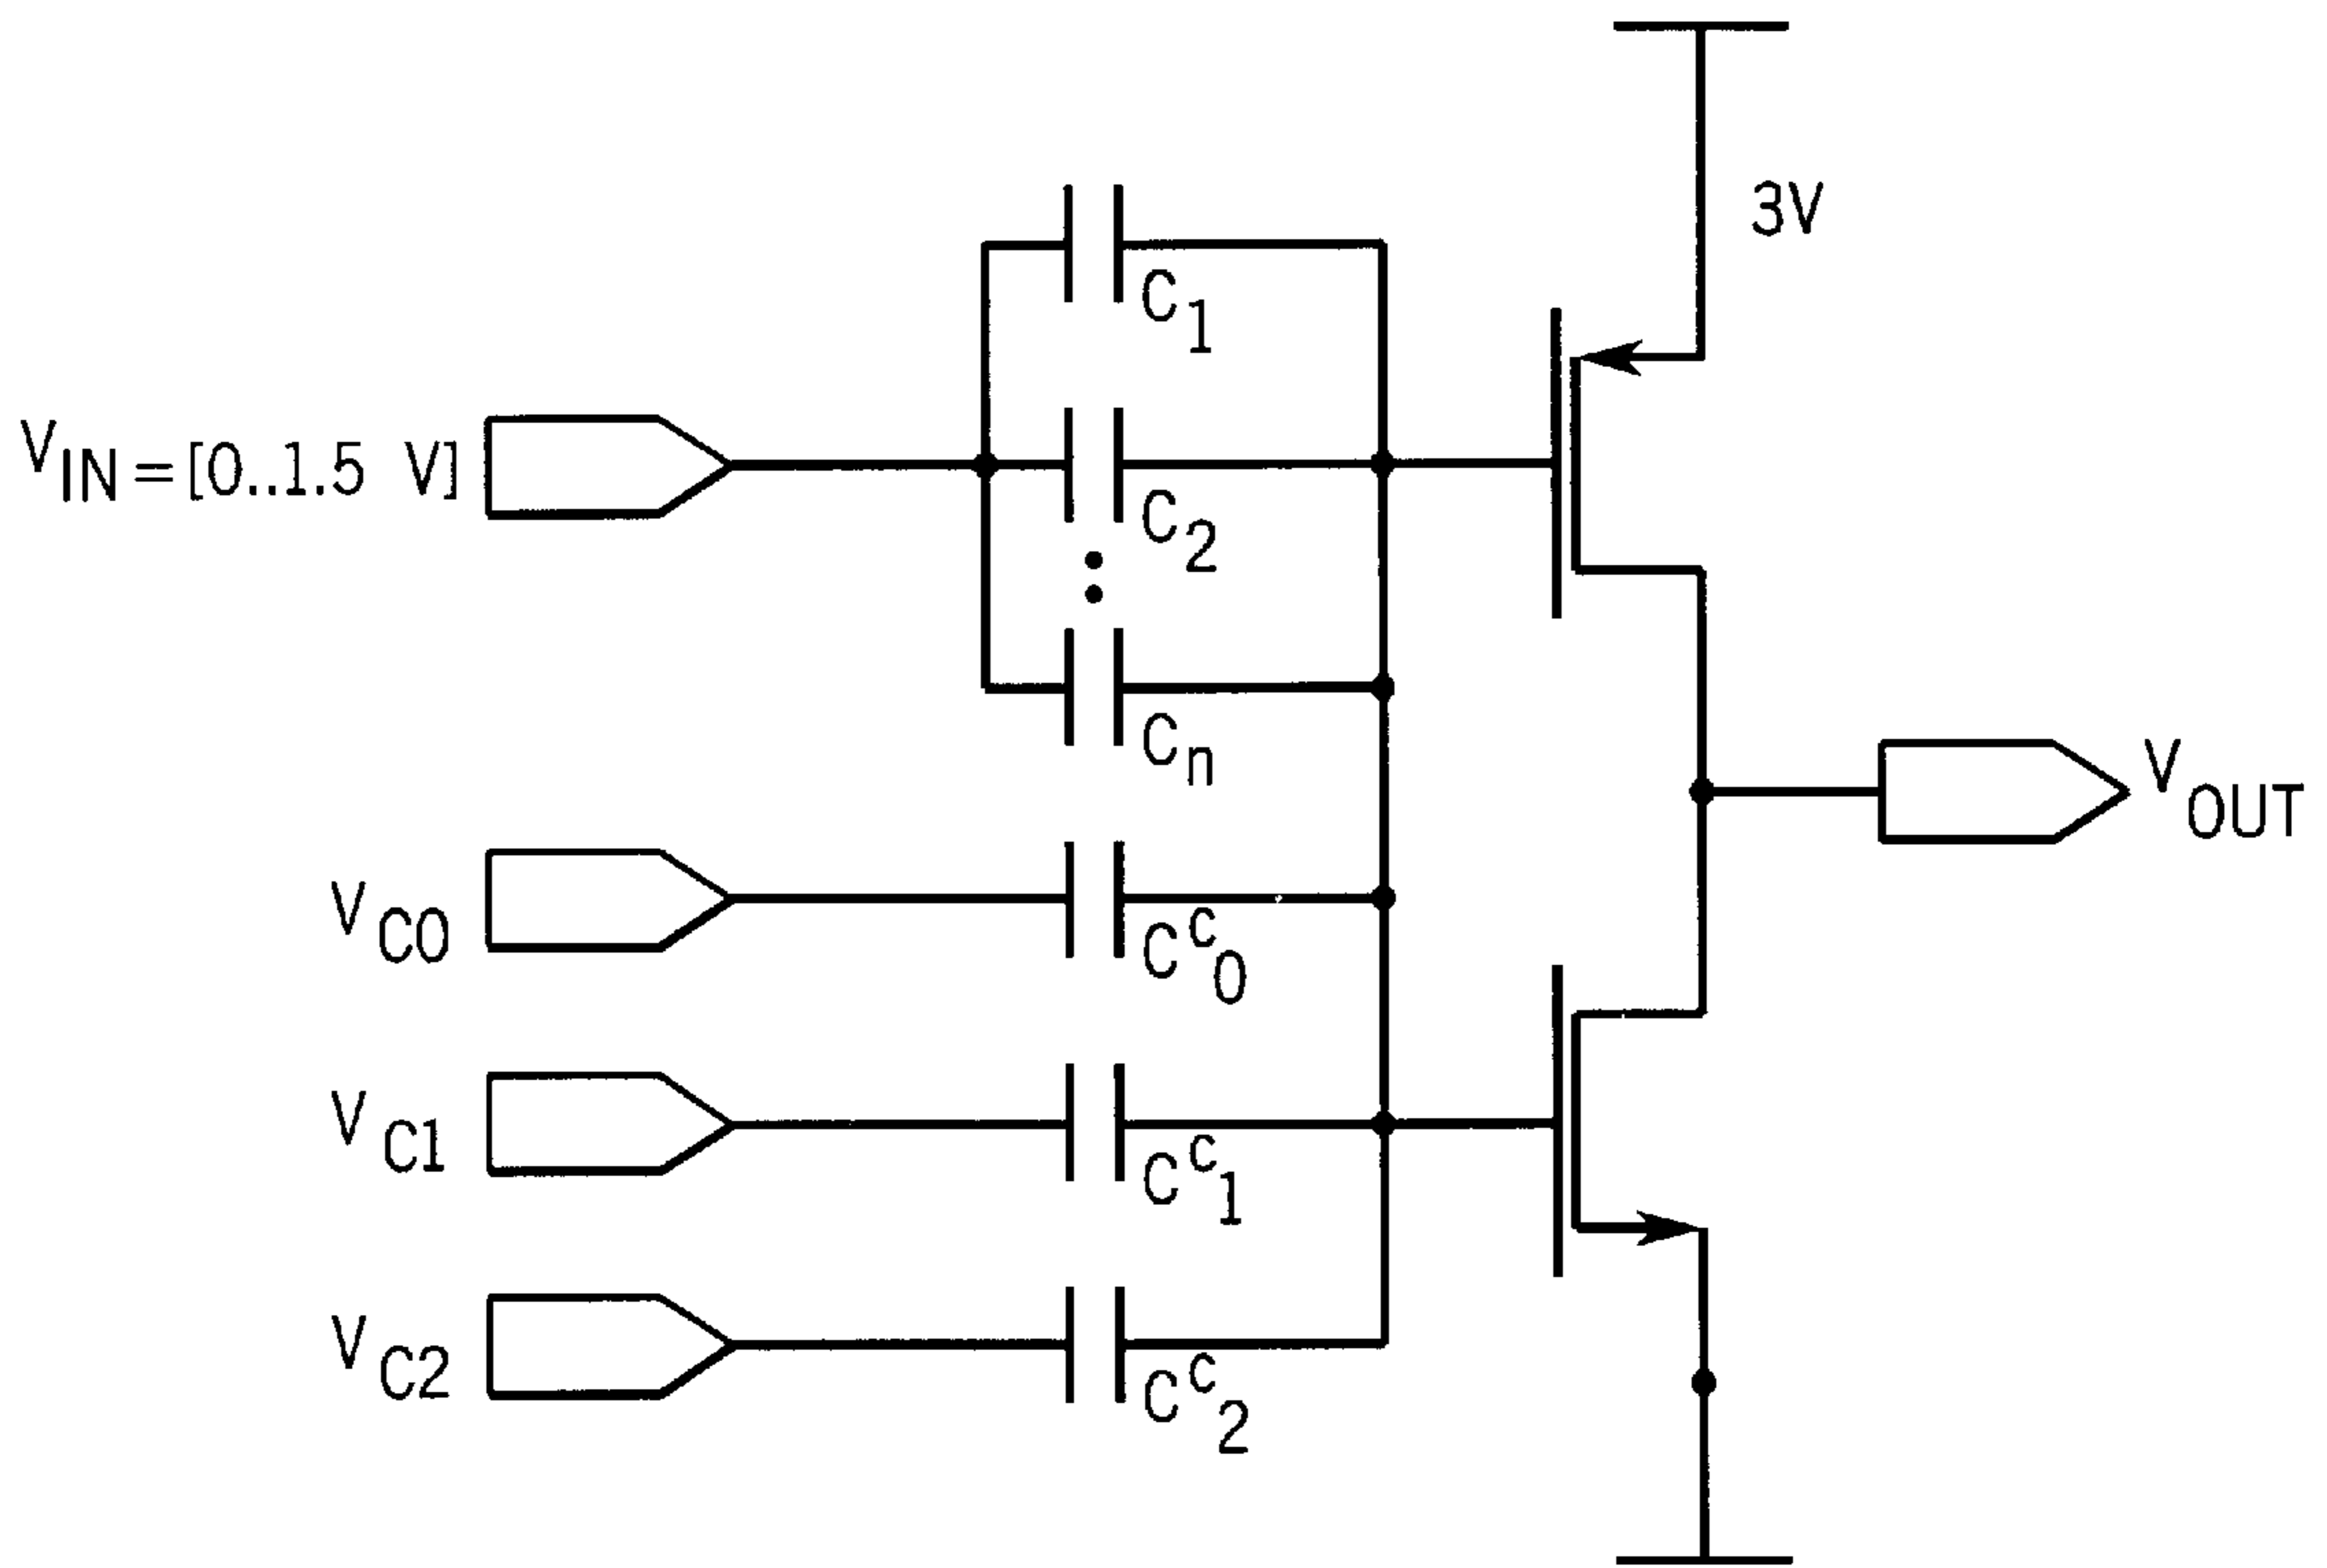 3V
C1
VIN=[0..1.5 V]
C2
Cn
VOUT
VC0
Cc0
VC1
Cc1
VC2
Cc2